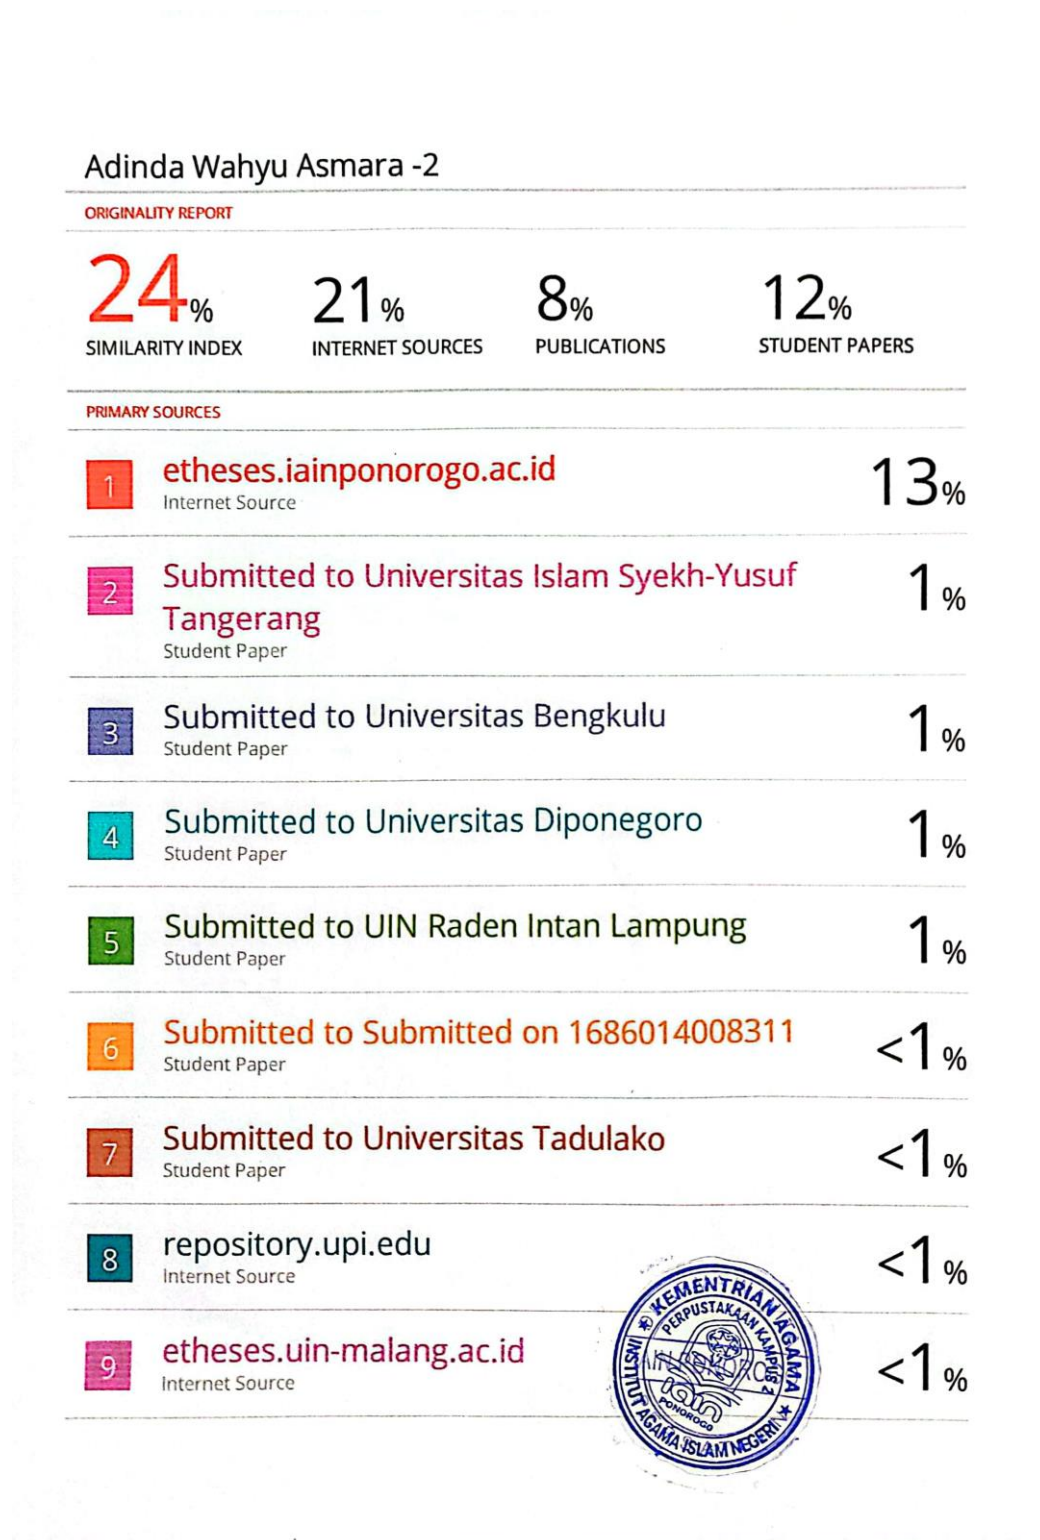 Adinda Wahyu Asmara -2
ORIGINALITY REPORT
24% 21% 8% 12%
SIMILARITY INDEX INTERNET SOURCES PUBLICATIONS STUDENT PAPERS
PRIMARY SOURCES
1 etheses.iainponorogo.ac.id 13%
Internet Source
2 Submitted to Universitas Islam Syekh-Yusuf 1%
Tangerang
Student Paper
3 Submitted to Universitas Bengkulu 1%
Student Paper
4 Submitted to Universitas Diponegoro 1%
Student Paper
5 Submitted to UIN Raden Intan Lampung 1%
Student Paper
6 Submitted to Submitted on 1686014008311 <1%
Student Paper
7 Submitted to Universitas Tadulako <1%
Student Paper
8 repository.upi.edu <1%
Internet Source
9 etheses.uin-malang.ac.id <1%
Internet Source
KEMENTRIAN AGAMA
PERPUSTAKAAN KAMPUS 2
iain
PONOROGO
AGAMA ISLAM NEGERI